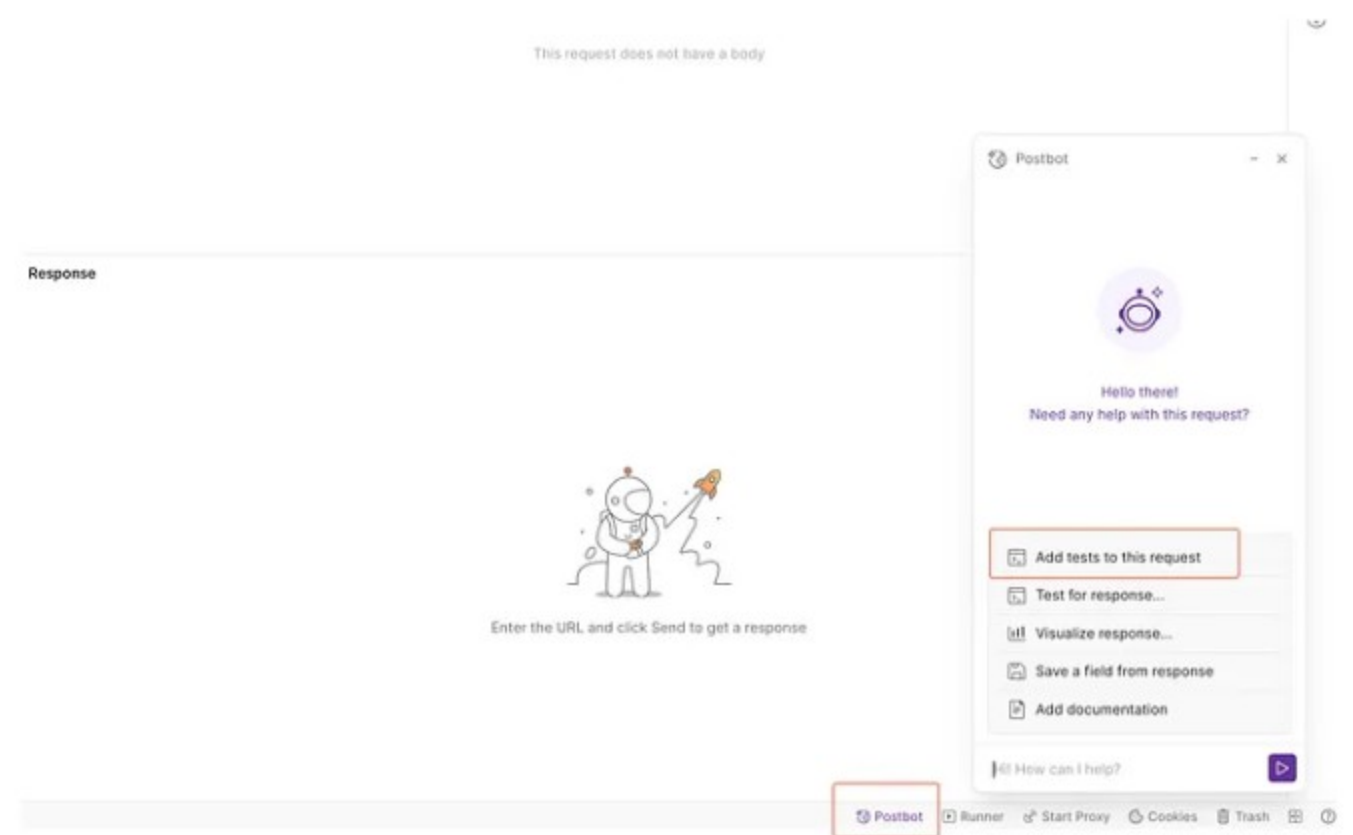 This request does not have a body
Postbot
Response
Hello there!
Need any help with this request?
Add tests to this request
Test for response...
Enter the URL and click Send to get a response
Visualize response...
Save a field from response
Add documentation
How can I help?
Postbot Runner Start Proxy Cookies Trash